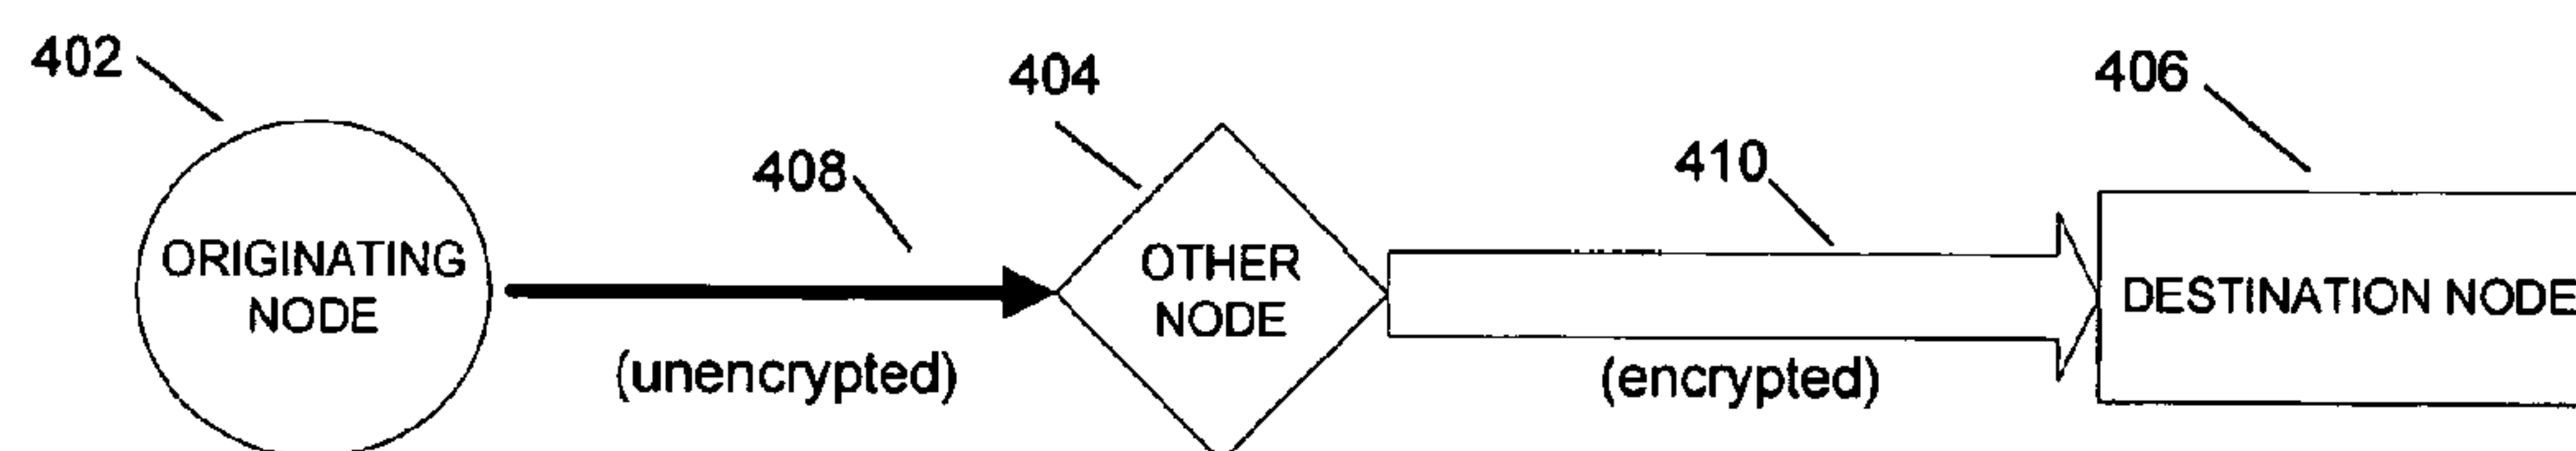 402
404
406
408
410
ORIGINATING
NODE
OTHER
NODE
DESTINATION NODE
(unencrypted)
(encrypted)